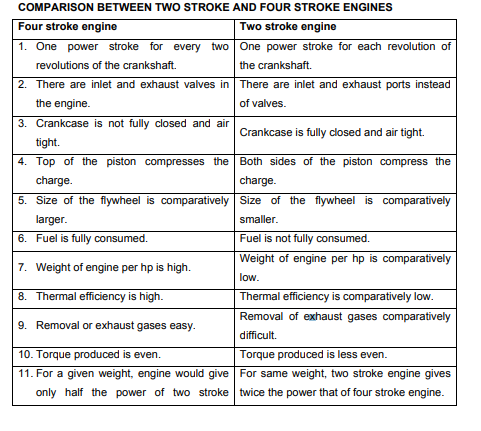 COMPARISON BETWEEN TWO STROKE AND FOUR STROKE ENGINES
Four stroke engine Two stroke engine
1. One power stroke for every two One power stroke for each revolution of
revolutions of the crankshaft. the crankshaft.
2. There are inlet and exhaust valves in There are inlet and exhaust ports instead
the engine. of valves.
3. Crankcase is not fully closed and air
tight.
Crankcase is fully closed and air tight.
4. Top of the piston compresses the Both sides of the piston compress the
charge. charge.
5. Size of the flywheel is comparatively Size of the flywheel is comparatively
larger. smaller.
6. Fuel is fully consumed. Fuel is not fully consumed.
7. Weight of engine per hp is high.
Weight of engine per hp is comparatively
low.
8. Thermal efficiency is high. Thermal efficiency is comparatively low.
9. Removal or exhaust gases easy.
Removal of exhaust gases comparatively
difficult.
10. Torque produced is even. Torque produced is less even.
11. For a given weight, engine would give For same weight, two stroke engine gives
only half the power of two stroke twice the power that of four stroke engine.